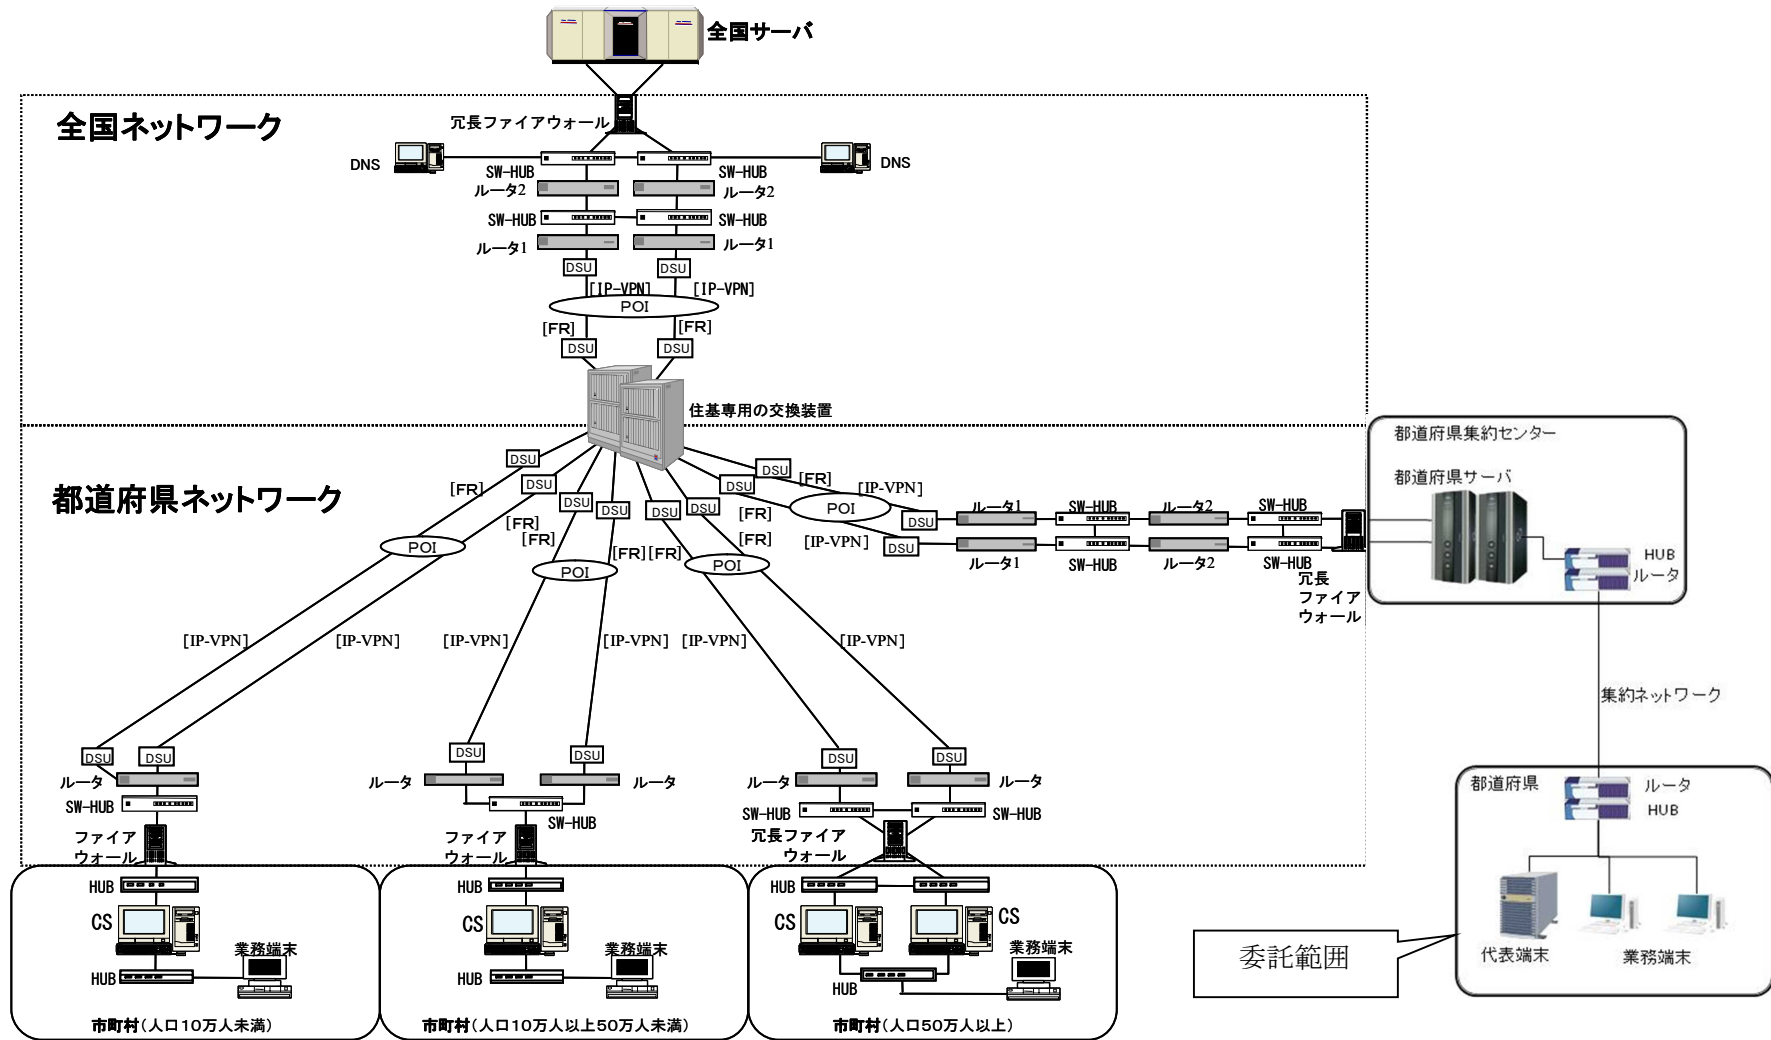 全国サーバ
全国ネットワーク
冗長ファイアウォール
DNS
DNS
SW-HUB
SW-HUB
ルータ2
ルータ2
SW-HUB
SW-HUB
ルータ1
ルータ1
DSU
DSU
[IP-VPN]
[IP-VPN]
POI
[FR]
[FR]
DSU
DSU
住基専用の交換装置
都道府県ネットワーク
DSU
DSU
DSU
DSU
DSU
DSU
DSU
DSU
[FR]
[FR]
[FR]
[FR]
[FR]
[FR]
[FR]
[FR]
POI
POI
POI
POI
[IP-VPN]
[IP-VPN]
DSU
DSU
ルータ1
SW-HUB
ルータ2
SW-HUB
ルータ1
SW-HUB
ルータ2
SW-HUB
冗長
ファイア
ウォール
都道府県集約センター
都道府県サーバ
HUB
ルータ
集約ネットワーク
[IP-VPN]
[IP-VPN]
[IP-VPN]
[IP-VPN]
[IP-VPN]
[IP-VPN]
DSU
DSU
DSU
DSU
DSU
DSU
ルータ
ルータ
ルータ
ルータ
ルータ
SW-HUB
SW-HUB
SW-HUB
SW-HUB
ファイア
ウォール
ファイア
ウォール
冗長ファイア
ウォール
HUB
CS
業務端末
HUB
市町村(人口10万人未満)
HUB
CS
業務端末
HUB
市町村(人口10万人以上50万人未満)
HUB
CS
CS
業務端末
HUB
市町村(人口50万人以上)
都道府県
ルータ
HUB
代表端末
業務端末
委託範囲